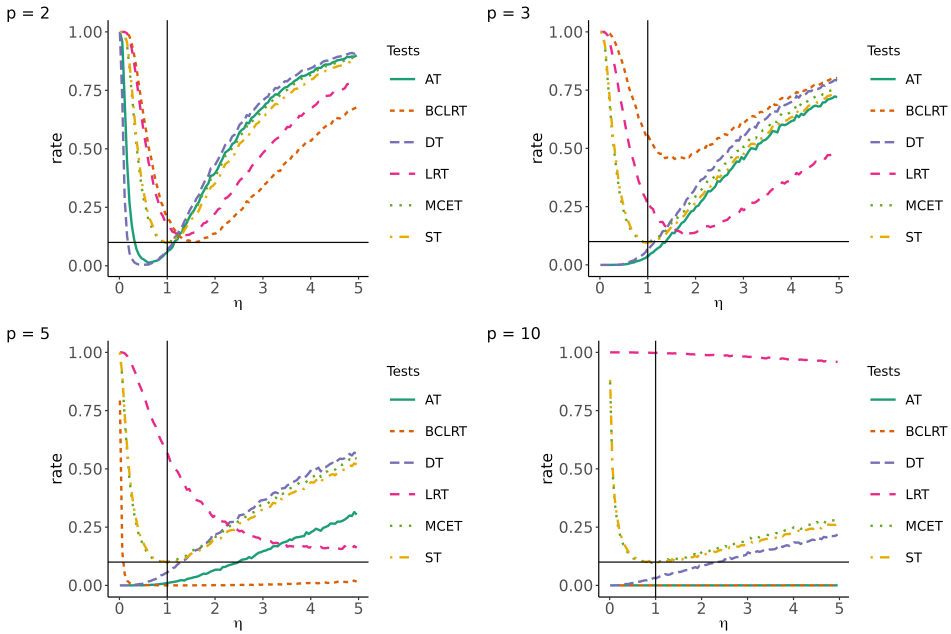 p = 2
rate
1.00
0.75
0.50
0.25
0.00
0 1 2 3 4 5
η
Tests
AT
BCLRT
DT
LRT
MCET
ST
p = 3
rate
1.00
0.75
0.50
0.25
0.00
0 1 2 3 4 5
η
Tests
AT
BCLRT
DT
LRT
MCET
ST
p = 5
rate
1.00
0.75
0.50
0.25
0.00
0 1 2 3 4 5
η
Tests
AT
BCLRT
DT
LRT
MCET
ST
p = 10
rate
1.00
0.75
0.50
0.25
0.00
0 1 2 3 4 5
η
Tests
AT
BCLRT
DT
LRT
MCET
ST